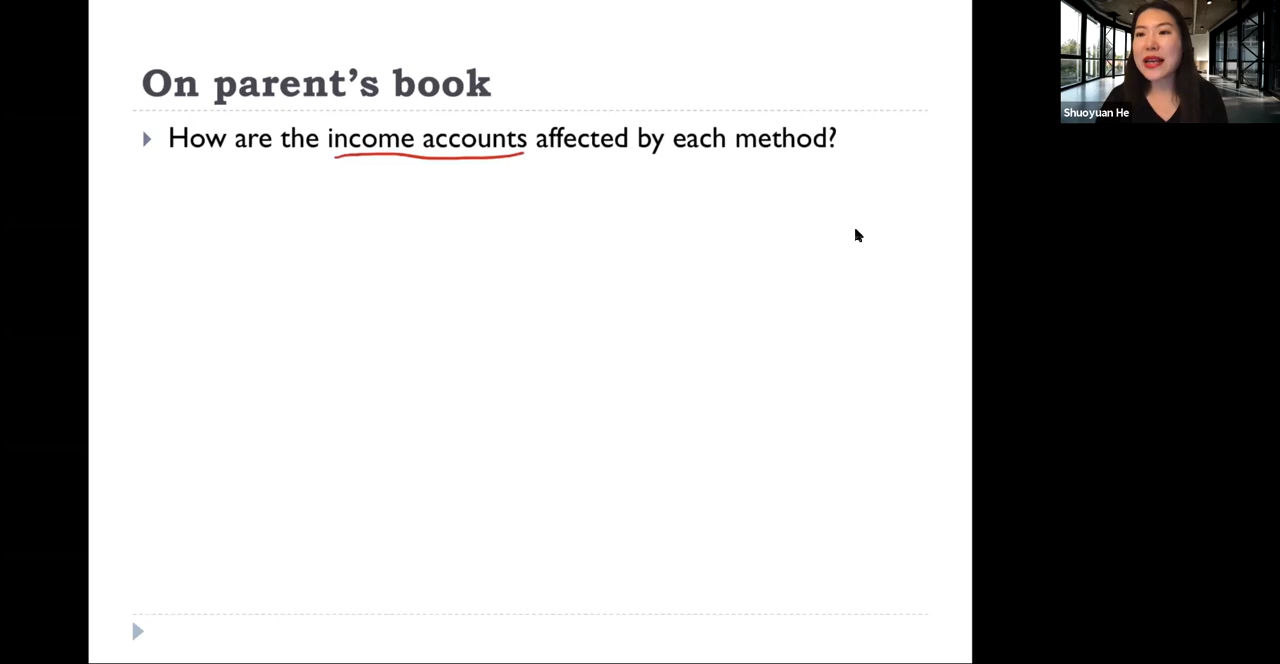 On parent’s book
How are the income accounts affected by each method?
Shuoyuan He